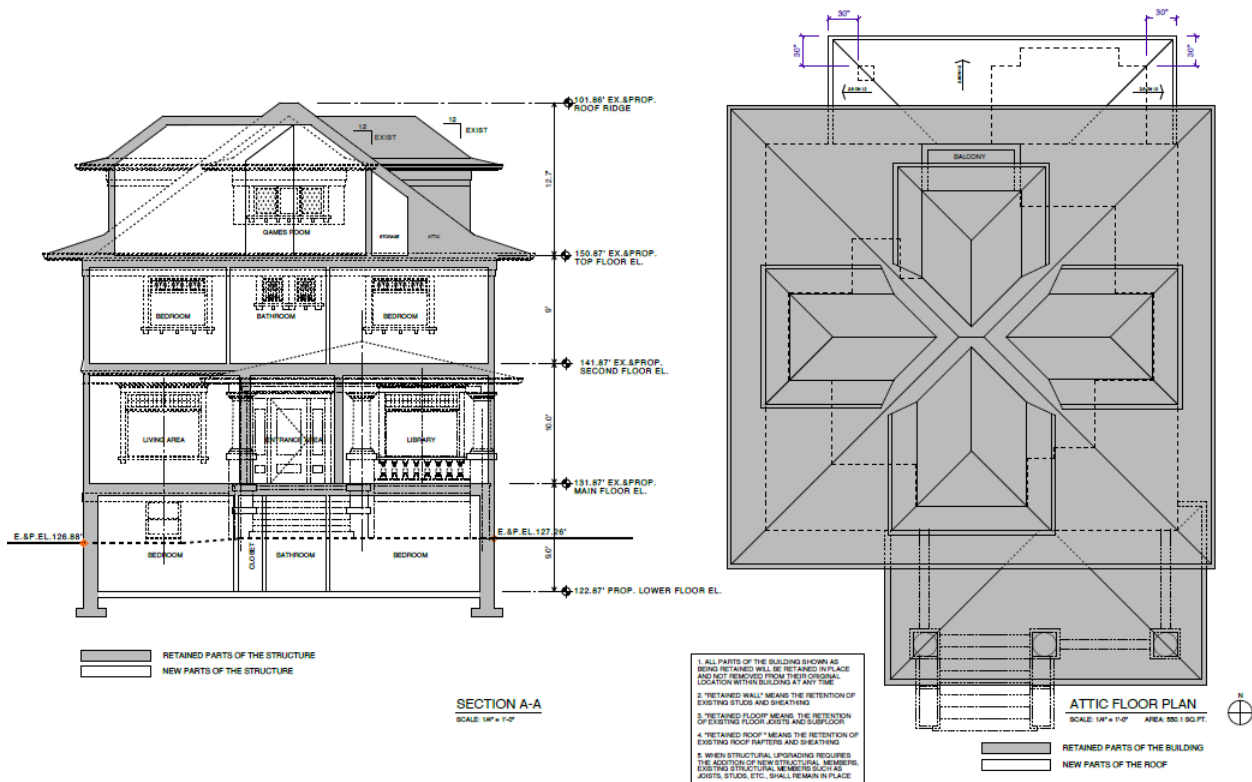 101.86' EX.&PROP.
ROOF RIDGE
12
EXIST
12
EXIST
12.7'
GAMES ROOM
STORAGE
ATTIC
150.87' EX.&PROP.
TOP FLOOR EL.
BEDROOM
BATHROOM
BEDROOM
9'
141.87' EX.&PROP.
SECOND FLOOR EL.
LIVING AREA
ENTRANCE AREA
LIBRARY
10.0'
131.87' EX.&PROP.
MAIN FLOOR EL.
E.&P.EL.126.88'
E.&P.EL.127.26'
BEDROOM
CLOSET
BATHROOM
BEDROOM
9.0'
122.87' PROP. LOWER FLOOR EL.
RETAINED PARTS OF THE STRUCTURE
NEW PARTS OF THE STRUCTURE
SECTION A-A
SCALE: 1/4" = 1'-0"
30"
30"
30"
30"
BALCONY
1. ALL PARTS OF THE BUILDING SHOWN AS
BEING RETAINED WILL BE RETAINED IN PLACE
AND NOT REMOVED FROM THEIR ORIGINAL
LOCATION WITHIN BUILDING AT ANY TIME
2. "RETAINED WALL" MEANS THE RETENTION OF
EXISTING STUDS AND SHEATHING
3. "RETAINED FLOOR" MEANS THE RETENTION
OF EXISTING FLOOR JOISTS AND SUBFLOOR
4. "RETAINED ROOF" MEANS THE RETENTION OF
EXISTING ROOF RAFTERS AND SHEATHING
5. WHEN STRUCTURAL UPGRADING REQUIRES
THE ADDITION OF NEW STRUCTURAL MEMBERS,
EXISTING STRUCTURAL MEMBERS SUCH AS
JOISTS, STUDS, ETC., SHALL REMAIN IN PLACE
ATTIC FLOOR PLAN
SCALE: 1/4" = 1'-0" AREA: 550.1 SQ.FT.
N
RETAINED PARTS OF THE BUILDING
NEW PARTS OF THE ROOF